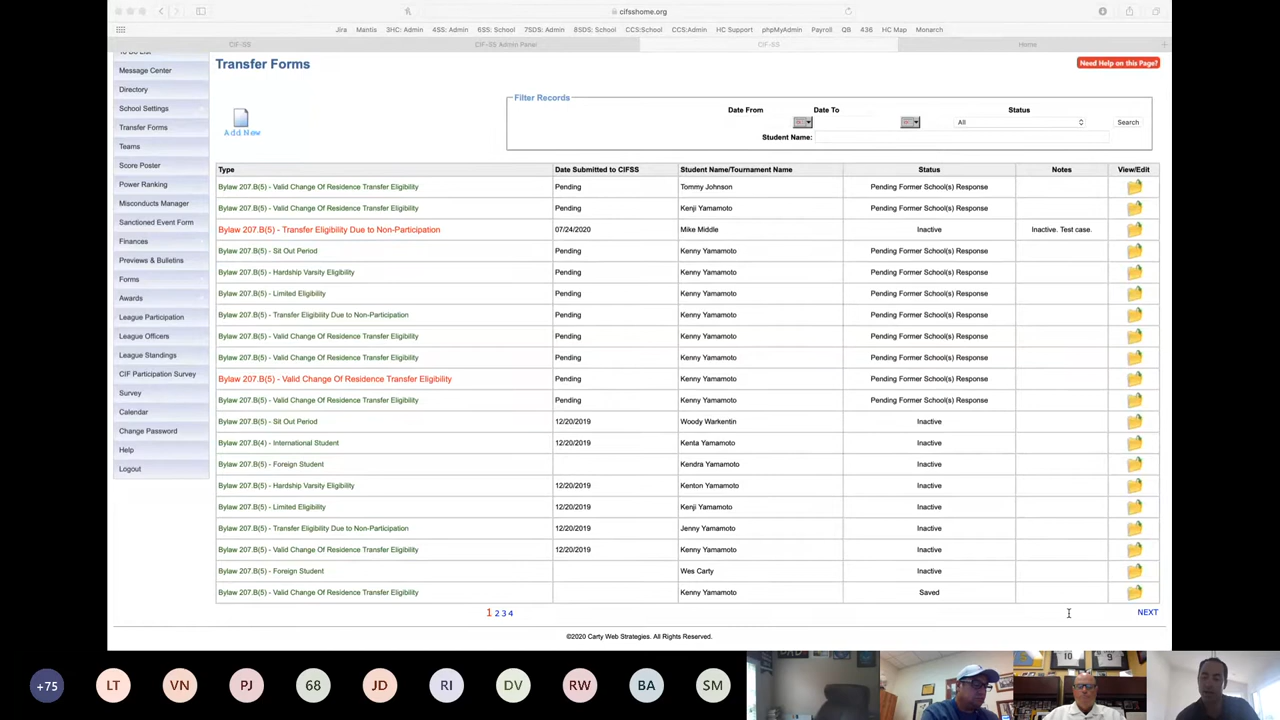 cifsshome.org
Jira Mantis 3HC: Admin 4SS: Admin 6SS: School 75DS: Admin 85DS: School CCS:School CCS:Admin HC Support phpMyAdmin Payroll QB 436 HC Map Monarch
CIF-SS CIF-SS Admin Panel CIF-SS Home
To Do List
Message Center
Directory
School Settings
Transfer Forms
Teams
Score Poster
Power Ranking
Misconducts Manager
Sanctioned Event Form
Finances
Previews & Bulletins
Forms
Awards
League Participation
League Officers
League Standings
CIF Participation Survey
Survey
Calendar
Change Password
Help
Logout
Transfer Forms
Need Help on this Page?
Add New
Filter Records
Date From Date To Status
All Search
Student Name:
Type Date Submitted to CIFSS Student Name/Tournament Name Status Notes View/Edit
Bylaw 207.B(5) - Valid Change Of Residence Transfer Eligibility Pending Tommy Johnson Pending Former School(s) Response
Bylaw 207.B(5) - Valid Change Of Residence Transfer Eligibility Pending Kenji Yamamoto Pending Former School(s) Response
Bylaw 207.B(5) - Transfer Eligibility Due to Non-Participation 07/24/2020 Mike Middle Inactive Inactive. Test case.
Bylaw 207.B(5) - Sit Out Period Pending Kenny Yamamoto Pending Former School(s) Response
Bylaw 207.B(5) - Hardship Varsity Eligibility Pending Kenny Yamamoto Pending Former School(s) Response
Bylaw 207.B(5) - Limited Eligibility Pending Kenny Yamamoto Pending Former School(s) Response
Bylaw 207.B(5) - Transfer Eligibility Due to Non-Participation Pending Kenny Yamamoto Pending Former School(s) Response
Bylaw 207.B(5) - Valid Change Of Residence Transfer Eligibility Pending Kenny Yamamoto Pending Former School(s) Response
Bylaw 207.B(5) - Valid Change Of Residence Transfer Eligibility Pending Kenny Yamamoto Pending Former School(s) Response
Bylaw 207.B(5) - Valid Change Of Residence Transfer Eligibility Pending Kenny Yamamoto Pending Former School(s) Response
Bylaw 207.B(5) - Valid Change Of Residence Transfer Eligibility Pending Kenny Yamamoto Pending Former School(s) Response
Bylaw 207.B(5) - Sit Out Period 12/20/2019 Woody Warkentin Inactive
Bylaw 207.B(4) - International Student 12/20/2019 Kenta Yamamoto Inactive
Bylaw 207.B(5) - Foreign Student Kendra Yamamoto Inactive
Bylaw 207.B(5) - Hardship Varsity Eligibility 12/20/2019 Kenton Yamamoto Inactive
Bylaw 207.B(5) - Limited Eligibility 12/20/2019 Kenji Yamamoto Inactive
Bylaw 207.B(5) - Transfer Eligibility Due to Non-Participation 12/20/2019 Jenny Yamamoto Inactive
Bylaw 207.B(5) - Valid Change Of Residence Transfer Eligibility 12/20/2019 Kenny Yamamoto Inactive
Bylaw 207.B(5) - Foreign Student Wes Carty Inactive
Bylaw 207.B(5) - Valid Change Of Residence Transfer Eligibility Kenny Yamamoto Saved
1 2 3 4 NEXT
©2020 Carty Web Strategies. All Rights Reserved.
+75 LT VN PJ 68 JD RI DV RW BA SM
10 9